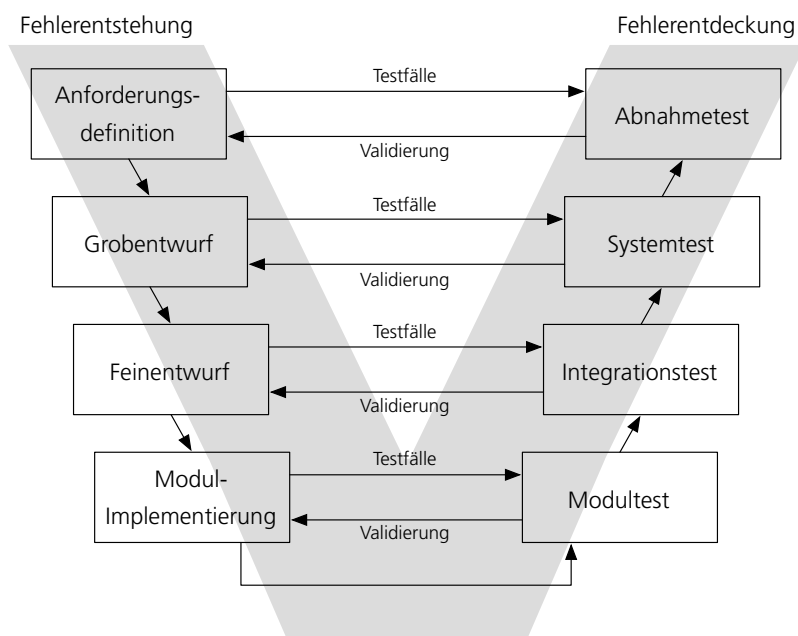 Fehlerentstehung
Fehlerentdeckung
Anforderungs-
definition
Testfälle
Validierung
Abnahmetest
Grobentwurf
Testfälle
Validierung
Systemtest
Feinentwurf
Testfälle
Validierung
Integrationstest
Modul-
Implementierung
Testfälle
Validierung
Modultest